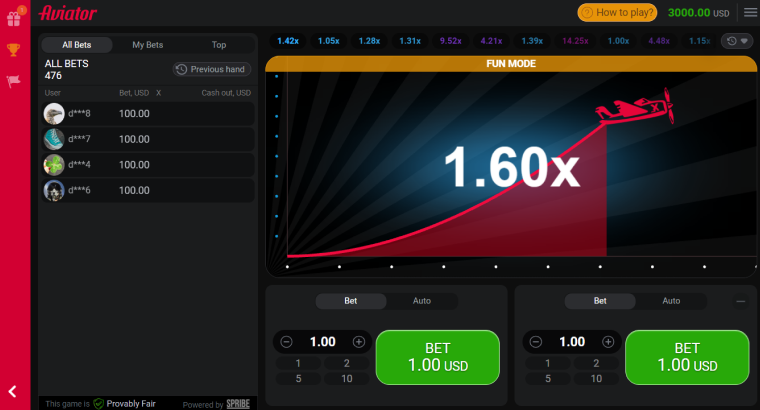 1
Aviator
? How to play?
3000.00 USD
All Bets My Bets Top
ALL BETS
476
Previous hand
User Bet, USD X Cash out, USD
d***8 100.00
d***7 100.00
d***4 100.00
d***6 100.00
This game is Provably Fair Powered by SPRIBE
1.42x 1.05x 1.28x 1.31x 9.52x 4.21x 1.39x 14.25x 1.00x 4.48x 1.15x
FUN MODE
X
1.60x
Bet Auto
1.00
1 2
5 10
BET
1.00 USD
Bet Auto
1.00
1 2
5 10
BET
1.00 USD